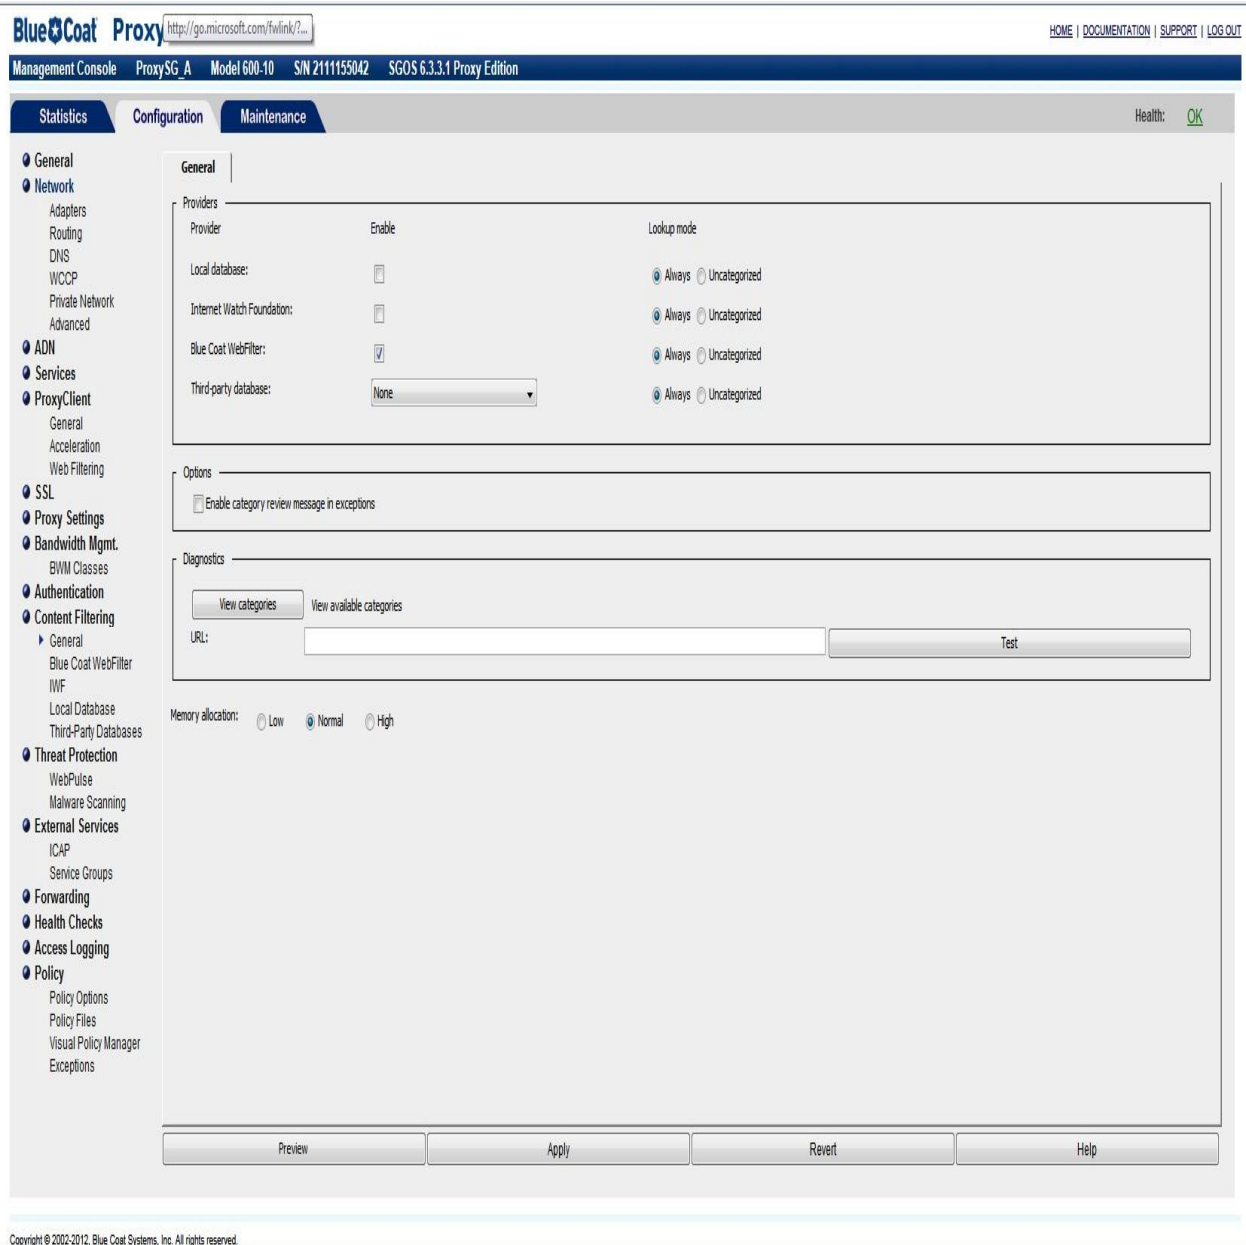 Blue Coat Proxy
http://go.microsoft.com/fwlink/?...
HOME | DOCUMENTATION | SUPPORT | LOG OUT
Management Console ProxySG_A Model 600-10 S/N 2111155042 SGOS 6.3.3.1 Proxy Edition
Statistics Configuration Maintenance Health: OK
General
Network
Adapters
Routing
DNS
WCCP
Private Network
Advanced
ADN
Services
ProxyClient
General
Acceleration
Web Filtering
SSL
Proxy Settings
Bandwidth Mgmt.
BWM Classes
Authentication
Content Filtering
General
Blue Coat WebFilter
IWF
Local Database
Third-Party Databases
Threat Protection
WebPulse
Malware Scanning
External Services
ICAP
Service Groups
Forwarding
Health Checks
Access Logging
Policy
Policy Options
Policy Files
Visual Policy Manager
Exceptions
General
Providers
Provider Enable Lookup mode
Local database: Always Uncategorized
Internet Watch Foundation: Always Uncategorized
Blue Coat WebFilter: Always Uncategorized
Third-party database: None Always Uncategorized
Options
Enable category review message in exceptions
Diagnostics
View categories View available categories
URL: Test
Memory allocation: Low Normal High
Preview Apply Revert Help
Copyright © 2002-2012, Blue Coat Systems, Inc. All rights reserved.